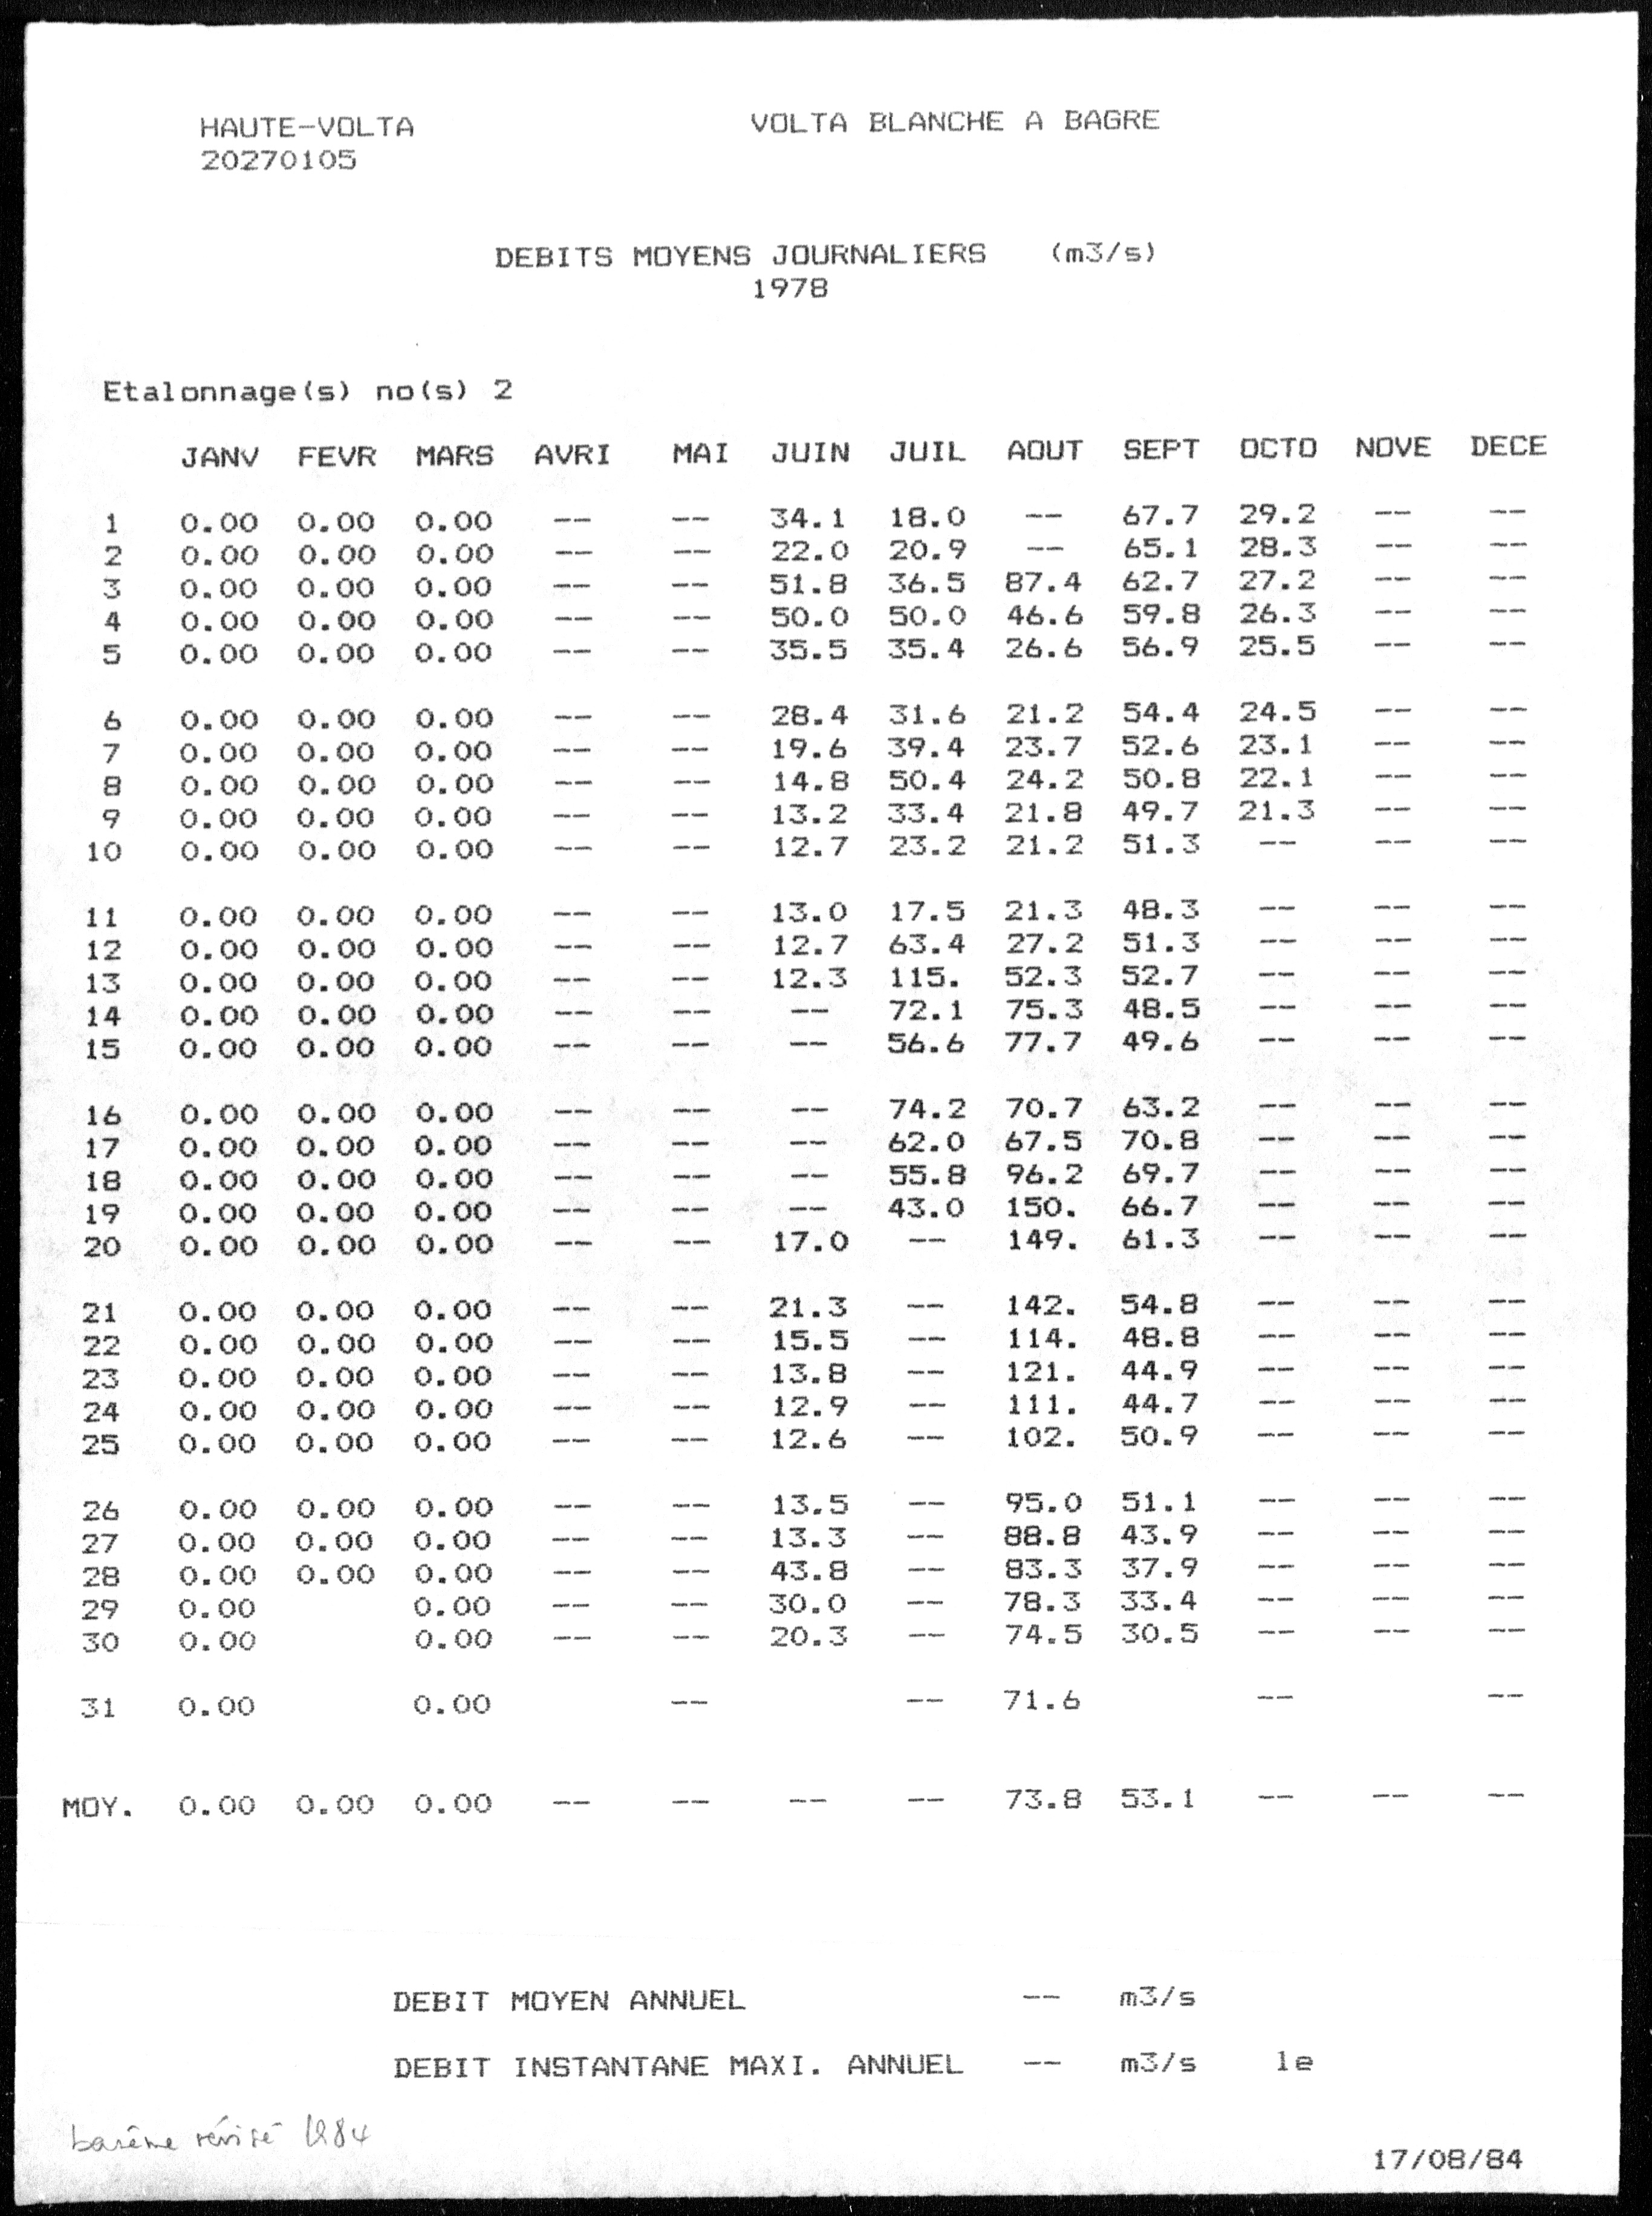 HAUTE-VOLTA VOLTA BLANCHE A BAGRE
20270105
DEBITS MOYENS JOURNALIERS (m3/s)
1978
Etalonnage(s) no(s) 2
JANV FEVR MARS AVRI MAI JUIN JUIL AOUT SEPT OCTO NOVE DECE
1 0.00 0.00 0.00 -- -- 34.1 18.0 -- 67.7 29.2 -- --
2 0.00 0.00 0.00 -- -- 22.0 20.9 -- 65.1 28.3 -- --
3 0.00 0.00 0.00 -- -- 51.8 36.5 87.4 62.7 27.2 -- --
4 0.00 0.00 0.00 -- -- 50.0 50.0 46.6 59.8 26.3 -- --
5 0.00 0.00 0.00 -- -- 35.5 35.4 26.6 56.9 25.5 -- --
6 0.00 0.00 0.00 -- -- 28.4 31.6 21.2 54.4 24.5 -- --
7 0.00 0.00 0.00 -- -- 19.6 39.4 23.7 52.6 23.1 -- --
8 0.00 0.00 0.00 -- -- 14.8 50.4 24.2 50.8 22.1 -- --
9 0.00 0.00 0.00 -- -- 13.2 33.4 21.8 49.7 21.3 -- --
10 0.00 0.00 0.00 -- -- 12.7 23.2 21.2 51.3 -- -- --
11 0.00 0.00 0.00 -- -- 13.0 17.5 21.3 48.3 -- -- --
12 0.00 0.00 0.00 -- -- 12.7 63.4 27.2 51.3 -- -- --
13 0.00 0.00 0.00 -- -- 12.3 115. 52.3 52.7 -- -- --
14 0.00 0.00 0.00 -- -- -- 72.1 75.3 48.5 -- -- --
15 0.00 0.00 0.00 -- -- -- 56.6 77.7 49.6 -- -- --
16 0.00 0.00 0.00 -- -- -- 74.2 70.7 63.2 -- -- --
17 0.00 0.00 0.00 -- -- -- 62.0 67.5 70.8 -- -- --
18 0.00 0.00 0.00 -- -- -- 55.8 96.2 69.7 -- -- --
19 0.00 0.00 0.00 -- -- -- 43.0 150. 66.7 -- -- --
20 0.00 0.00 0.00 -- -- 17.0 -- 149. 61.3 -- -- --
21 0.00 0.00 0.00 -- -- 21.3 -- 142. 54.8 -- -- --
22 0.00 0.00 0.00 -- -- 15.5 -- 114. 48.8 -- -- --
23 0.00 0.00 0.00 -- -- 13.8 -- 121. 44.9 -- -- --
24 0.00 0.00 0.00 -- -- 12.9 -- 111. 44.7 -- -- --
25 0.00 0.00 0.00 -- -- 12.6 -- 102. 50.9 -- -- --
26 0.00 0.00 0.00 -- -- 13.5 -- 95.0 51.1 -- -- --
27 0.00 0.00 0.00 -- -- 13.3 -- 88.8 43.9 -- -- --
28 0.00 0.00 0.00 -- -- 43.8 -- 83.3 37.9 -- -- --
29 0.00 0.00 -- -- 30.0 -- 78.3 33.4 -- -- --
30 0.00 0.00 -- -- 20.3 -- 74.5 30.5 -- -- --
31 0.00 0.00 -- -- 71.6 -- --
MOY. 0.00 0.00 0.00 -- -- -- -- 73.8 53.1 -- -- --
DEBIT MOYEN ANNUEL -- m3/s
DEBIT INSTANTANE MAXI. ANNUEL -- m3/s le
barême révisé 1984
17/08/84